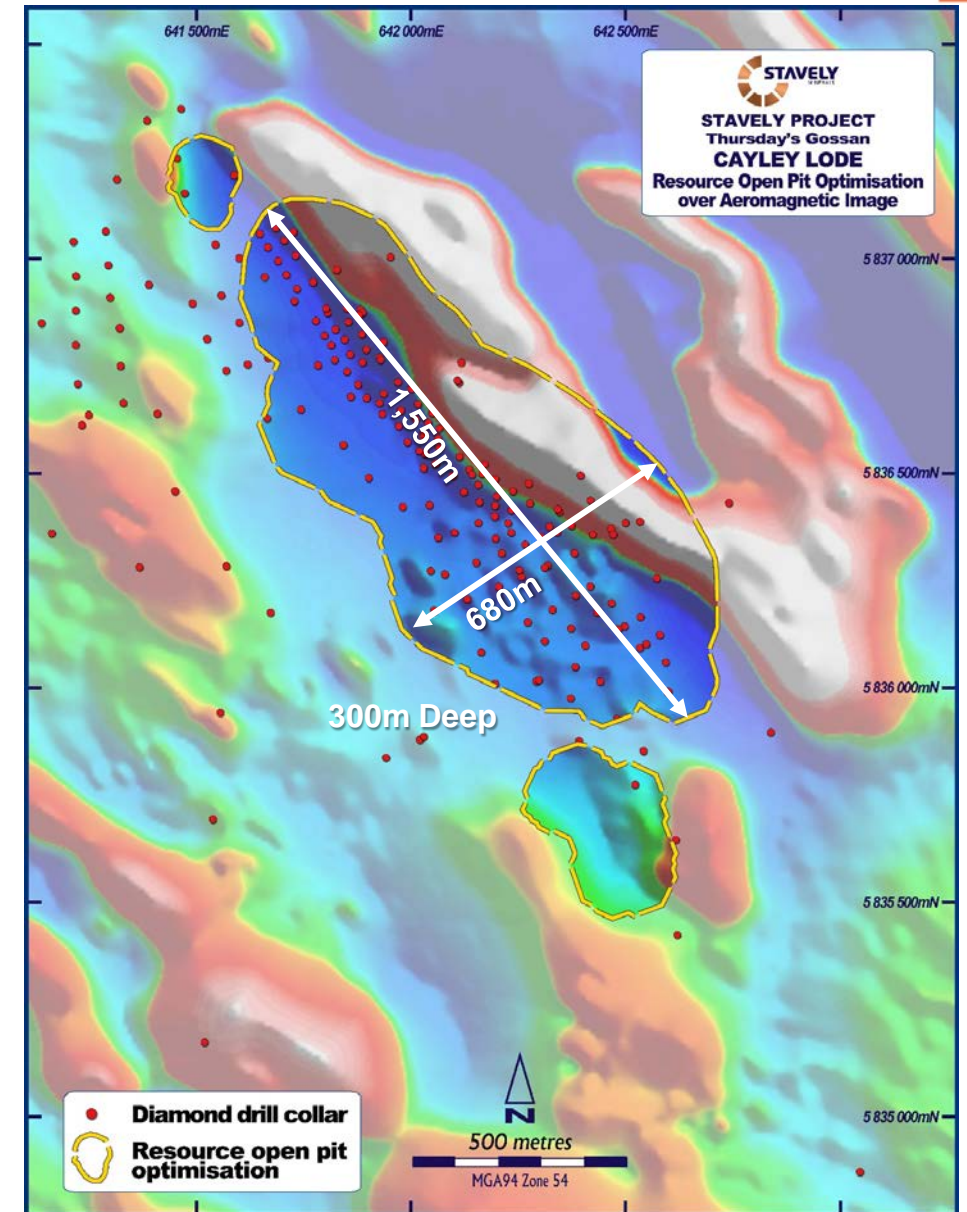 641 500mE
642 000mE
642 500mE
STAVELY
MINERALS
STAVELY PROJECT
Thursday's Gossan
CAYLEY LODE
Resource Open Pit Optimisation
over Aeromagnetic Image
5 837 000mN
1,550m
5 836 500mN
680m
5 836 000mN
300m Deep
5 835 500mN
5 835 000mN
Diamond drill collar
Resource open pit
optimisation
N
500 metres
MGA94 Zone 54